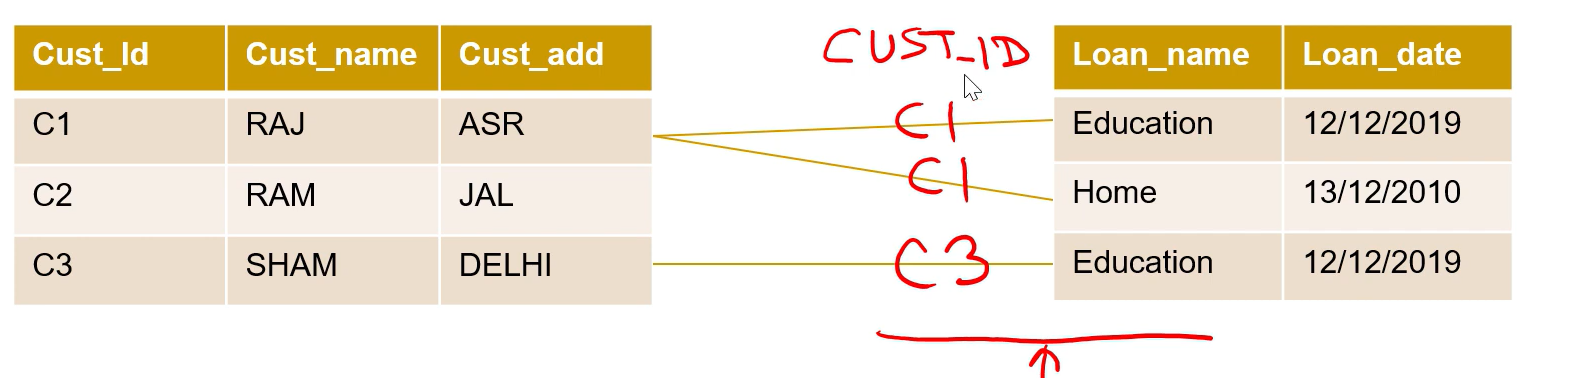 Cust_Id Cust_name Cust_add CUST_ID Loan_name Loan_date
C1 RAJ ASR C1 Education 12/12/2019
C2 RAM JAL C1 Home 13/12/2010
C3 SHAM DELHI C3 Education 12/12/2019